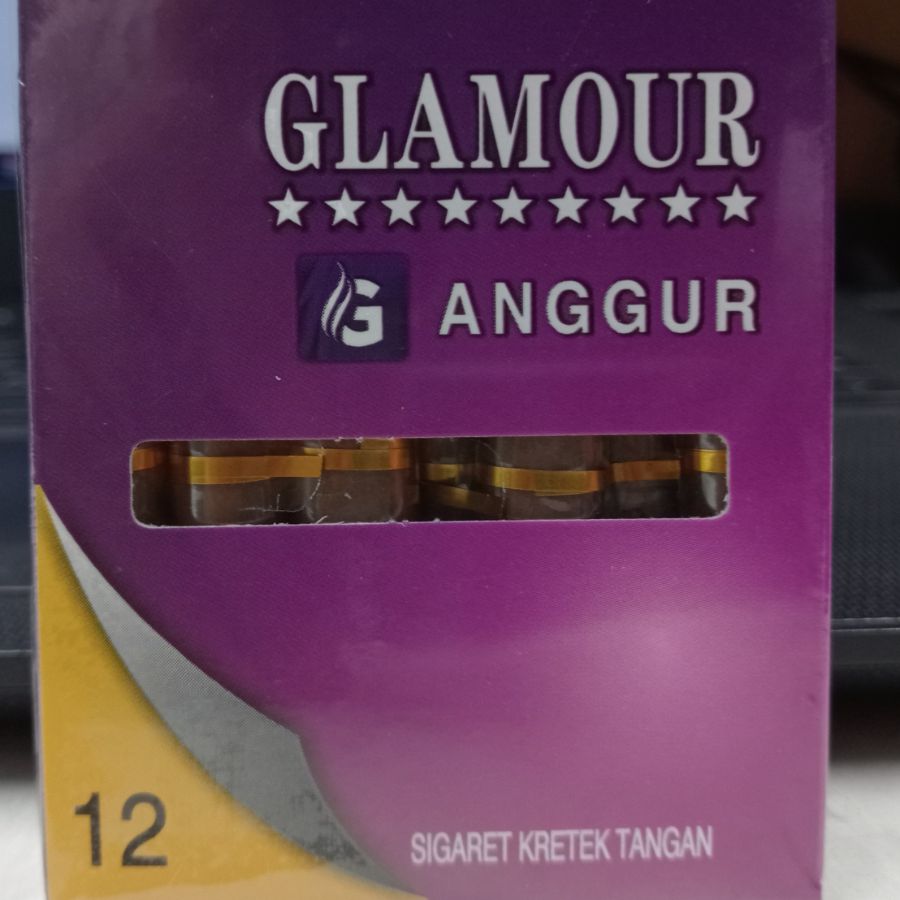 GLAMOUR
G ANGGUR
12
SIGARET KRETEK TANGAN